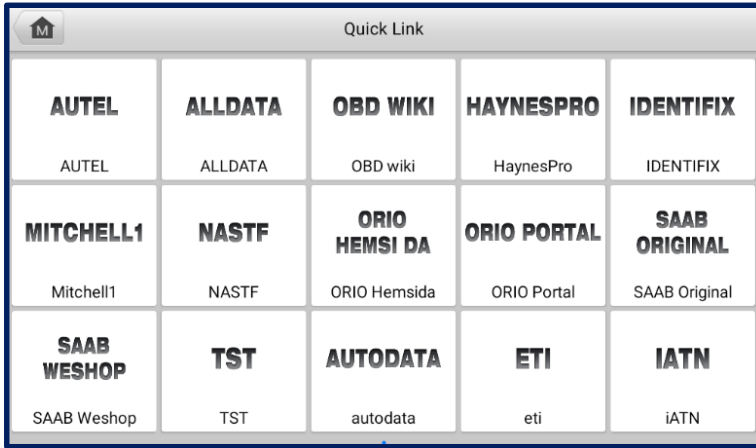 M
Quick Link
AUTEL
AUTEL
ALLDATA
ALLDATA
OBD WIKI
OBD wiki
HAYNESPRO
HaynesPro
IDENTIFIX
IDENTIFIX
MITCHELL1
Mitchell1
NASTF
NASTF
ORIO
HEMSI DA
ORIO Hemsida
ORIO PORTAL
ORIO Portal
SAAB
ORIGINAL
SAAB Original
SAAB
WESHOP
SAAB Weshop
TST
TST
AUTODATA
autodata
ETI
eti
IATN
iATN